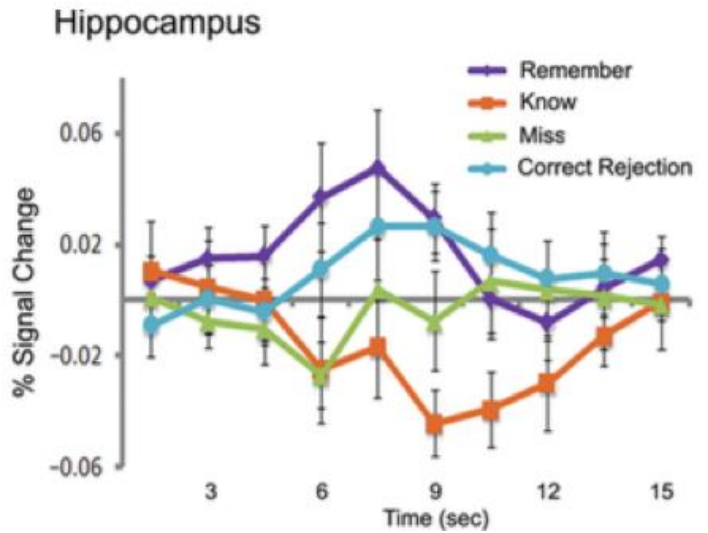 Hippocampus
Remember
Know
Miss
Correct Rejection
% Signal Change
0.06
0.02
−0.02
−0.06
3 6 9 12 15
Time (sec)